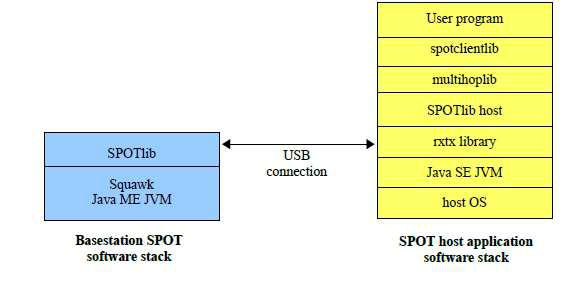 User program
spotclientlib
multihoplib
SPOTlib host
rxtx library
Java SE JVM
host OS
SPOTlib
Squawk
Java ME JVM
USB
connection
Basestation SPOT
software stack
SPOT host application
software stack